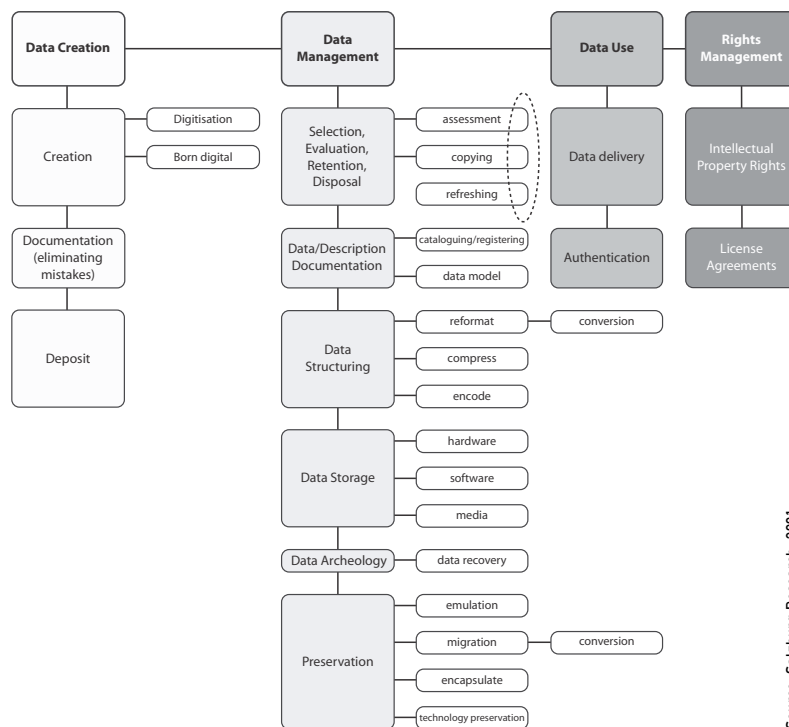 Data Creation
Data
Management
Data Use
Rights
Management
Creation
Digitisation
Born digital
Documentation
(eliminating
mistakes)
Deposit
Selection,
Evaluation,
Retention,
Disposal
assessment
copying
refreshing
Data/Description
Documentation
cataloguing/registering
data model
Data
Structuring
reformat
conversion
compress
encode
Data Storage
hardware
software
media
Data Archeology
data recovery
Preservation
emulation
migration
conversion
encapsulate
technology preservation
Data delivery
Authentication
Intellectual
Property Rights
License
Agreements